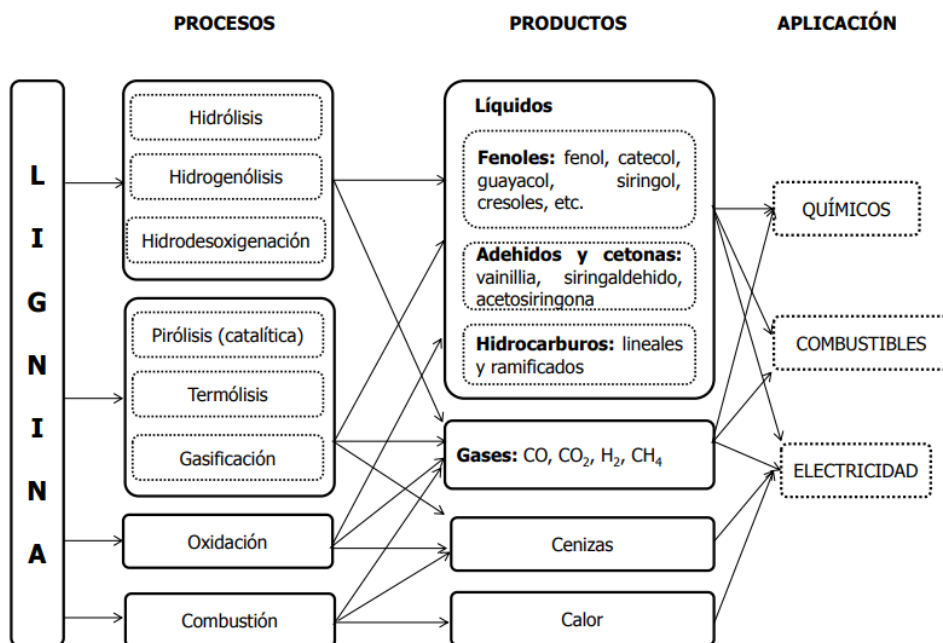 PROCESOS
PRODUCTOS
APLICACIÓN
L
I
G
N
I
N
A
Hidrólisis
Hidrogenólisis
Hidrodesoxigenación
Pirólisis (catalítica)
Termólisis
Gasificación
Oxidación
Combustión
Líquidos
Fenoles: fenol, catecol,
guayacol, siringol,
cresoles, etc.
Adehidos y cetonas:
vainillia, siringaldehido,
acetosiringona
Hidrocarburos: lineales
y ramificados
Gases: CO, CO₂, H₂, CH₄
Cenizas
Calor
QUÍMICOS
COMBUSTIBLES
ELECTRICIDAD